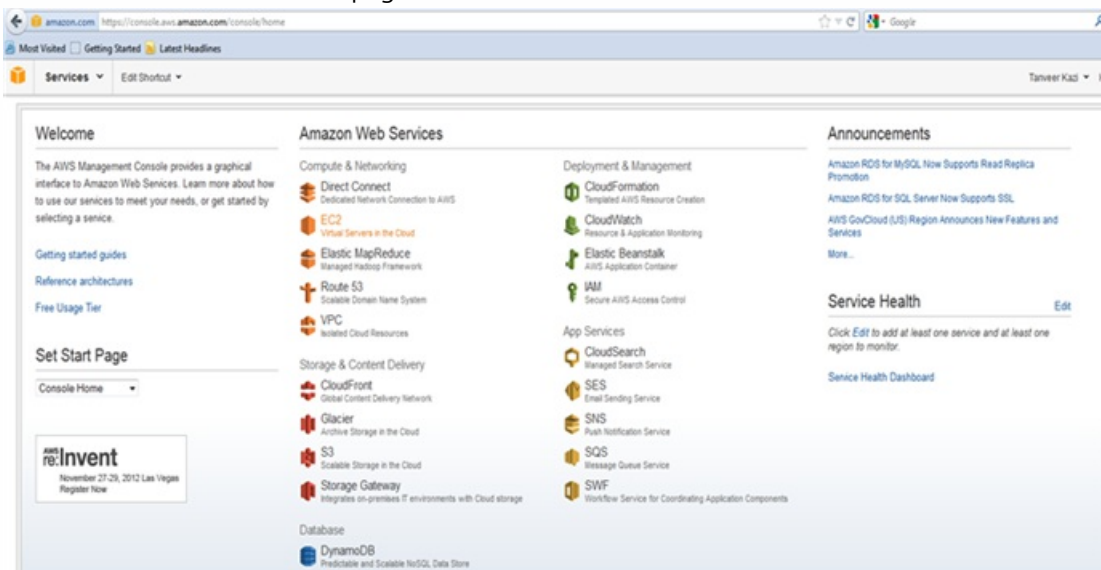 amazon.com https://console.aws.amazon.com/console/home
Google
Most Visited Getting Started Latest Headlines
Services Edit Shortcut Tanveer Kazi
Welcome
The AWS Management Console provides a graphical
interface to Amazon Web Services. Learn more about how
to use our services to meet your needs, or get started by
selecting a service.
Getting started guides
Reference architectures
Free Usage Tier
Set Start Page
Console Home
AWS
re:Invent
November 27-29, 2012 Las Vegas
Register Now
Amazon Web Services
Compute & Networking
Direct Connect
Dedicated Network Connection to AWS
EC2
Virtual Servers in the Cloud
Elastic MapReduce
Managed Hadoop Framework
Route 53
Scalable Domain Name System
VPC
Isolated Cloud Resources
Storage & Content Delivery
CloudFront
Global Content Delivery Network
Glacier
Archive Storage in the Cloud
S3
Scalable Storage in the Cloud
Storage Gateway
Integrates on-premises IT environments with Cloud storage
Database
DynamoDB
Predictable and Scalable NoSQL Data Store
Deployment & Management
CloudFormation
Templated AWS Resource Creation
CloudWatch
Resource & Application Monitoring
Elastic Beanstalk
AWS Application Container
IAM
Secure AWS Access Control
App Services
CloudSearch
Managed Search Service
SES
Email Sending Service
SNS
Push Notification Service
SQS
Message Queue Service
SWF
Workflow Service for Coordinating Application Components
Announcements
Amazon RDS for MySQL Now Supports Read Replica
Promotion
Amazon RDS for SQL Server Now Supports SSL
AWS GovCloud (US) Region Announces New Features and
Services
More...
Service Health Edit
Click Edit to add at least one service and at least one
region to monitor.
Service Health Dashboard